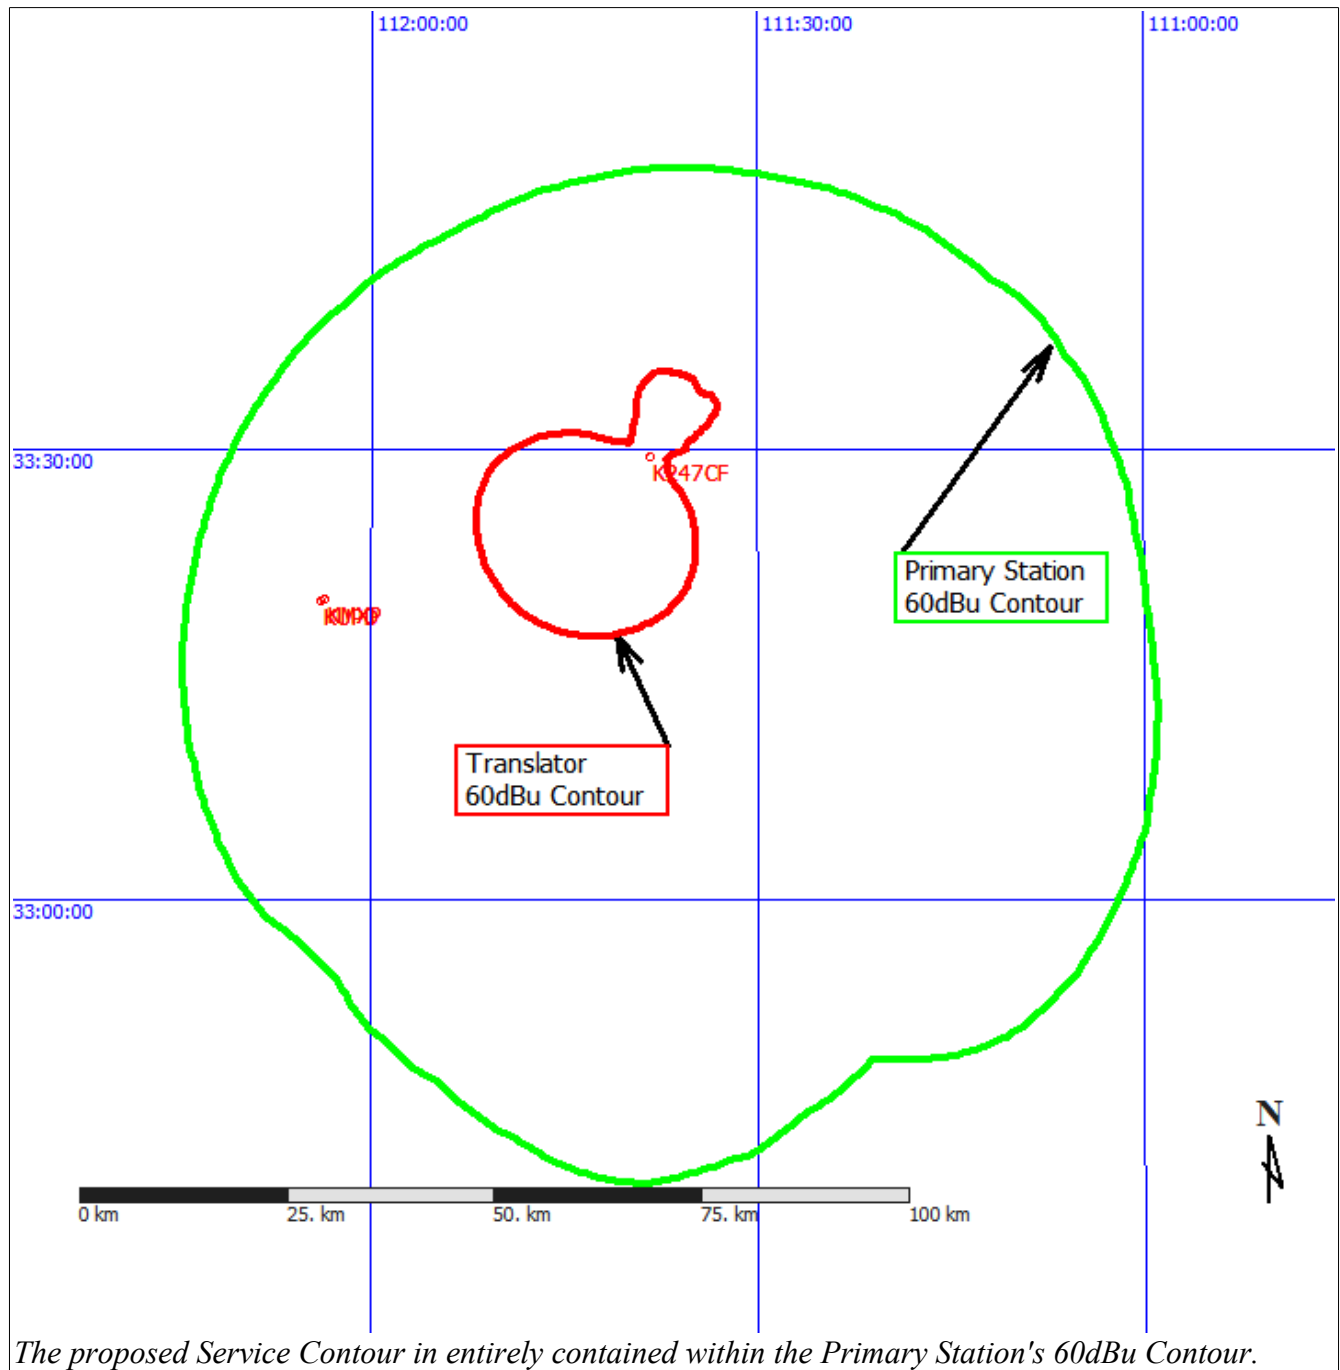 112:00:00 111:30:00 111:00:00
33:30:00
Primary Station
60dBu Contour
Translator
60dBu Contour
33:00:00
N
0 km 25. km 50. km 75. km 100 km
The proposed Service Contour in entirely contained within the Primary Station's 60dBu Contour.